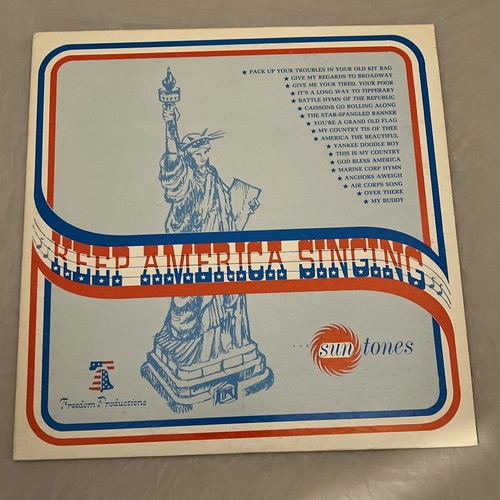 ★ PACK UP YOUR TROUBLES IN YOUR OLD KIT BAG
★ GIVE MY REGARDS TO BROADWAY
★ GIVE ME YOUR TIRED, YOUR POOR
★ IT'S A LONG WAY TO TIPPERARY
★ BATTLE HYMN OF THE REPUBLIC
★ CAISSONS GO ROLLING ALONG
★ THE STAR-SPANGLED BANNER
★ YOU'RE A GRAND OLD FLAG
★ MY COUNTRY TIS OF THEE
★ AMERICA THE BEAUTIFUL
★ YANKEE DOODLE BOY
★ THIS IS MY COUNTRY
★ GOD BLESS AMERICA
★ MARINE CORP HYMN
★ ANCHORS AWEIGH
★ AIR CORPS SONG
★ OVER THERE
★ MY BUDDY
KEEP AMERICA SINGING
THE sun tones
Freedom Productions